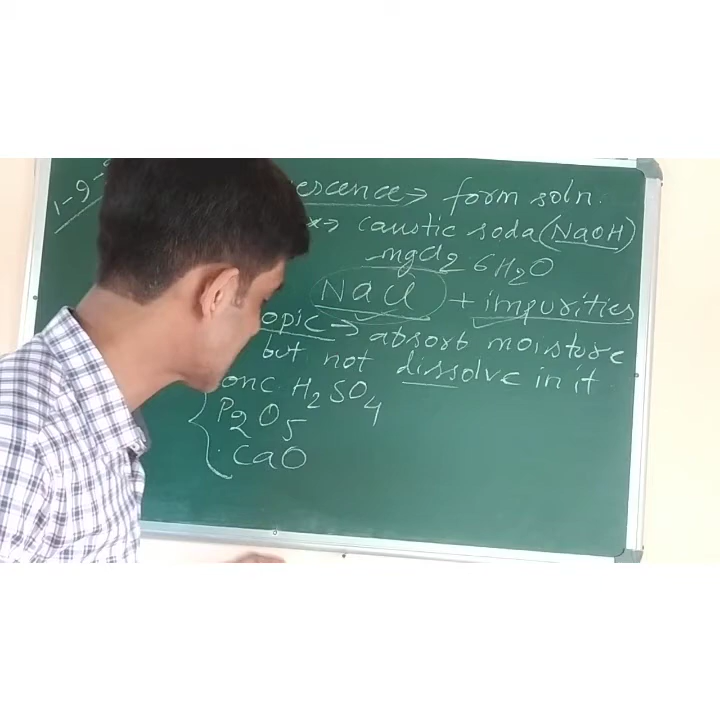 1-9-
escence → form soln.
x → caustic soda (NaOH)
mgcl2. 6H2O
NaCl + impurities
opic → absorb moisture
but not dissolve in it
onc. H2SO4
P2O5
CaO